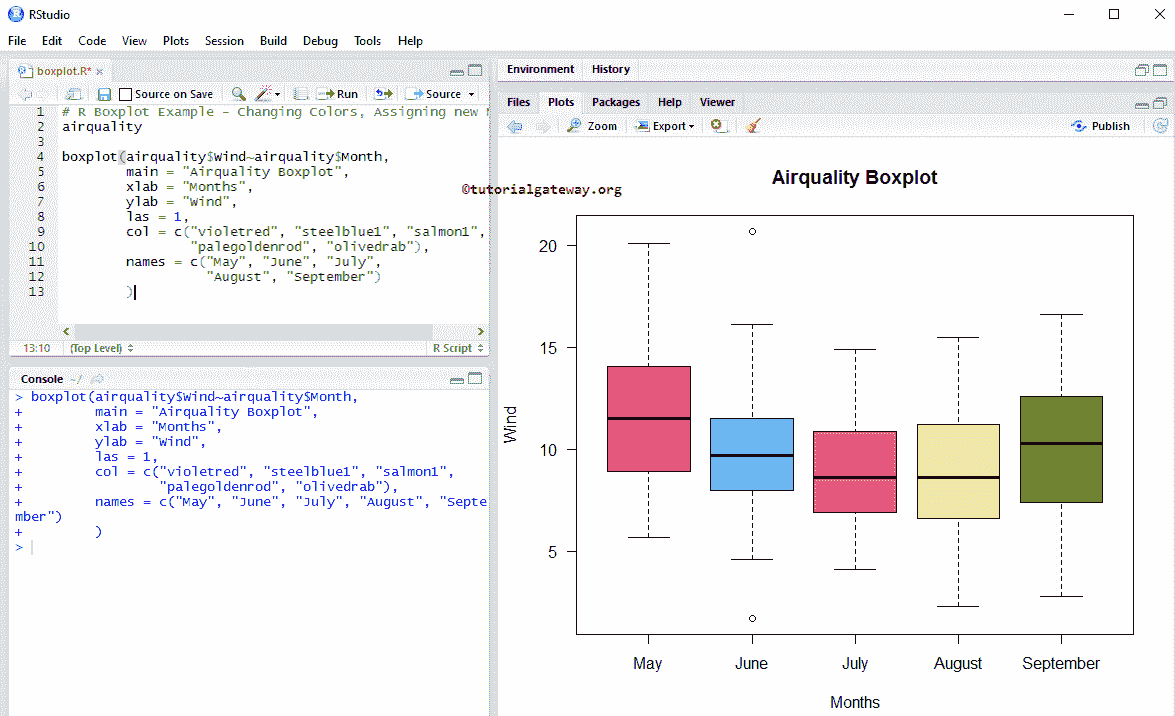 RStudio
File Edit Code View Plots Session Build Debug Tools Help
boxplot.R*
Source on Save Run Source
1 # R Boxplot Example - Changing Colors, Assigning new
2 airquality
3
4 boxplot(airquality$Wind~airquality$Month,
5 main = "Airquality Boxplot",
6 xlab = "Months",
7 ylab = "Wind",
8 las = 1,
9 col = c("violetred", "steelblue1", "salmon1",
10 "palegoldenrod", "olivedrab"),
11 names = c("May", "June", "July",
12 "August", "September")
13 )
13:10 (Top Level) R Script
Console ~/
> boxplot(airquality$Wind~airquality$Month,
+ main = "Airquality Boxplot",
+ xlab = "Months",
+ ylab = "Wind",
+ las = 1,
+ col = c("violetred", "steelblue1", "salmon1",
+ "palegoldenrod", "olivedrab"),
+ names = c("May", "June", "July", "August", "Septe
mber")
+ )
>
Environment History
Files Plots Packages Help Viewer
Zoom Export Publish
©tutorialgateway.org
Airquality Boxplot
20
15
10
5
Wind
May June July August September
Months